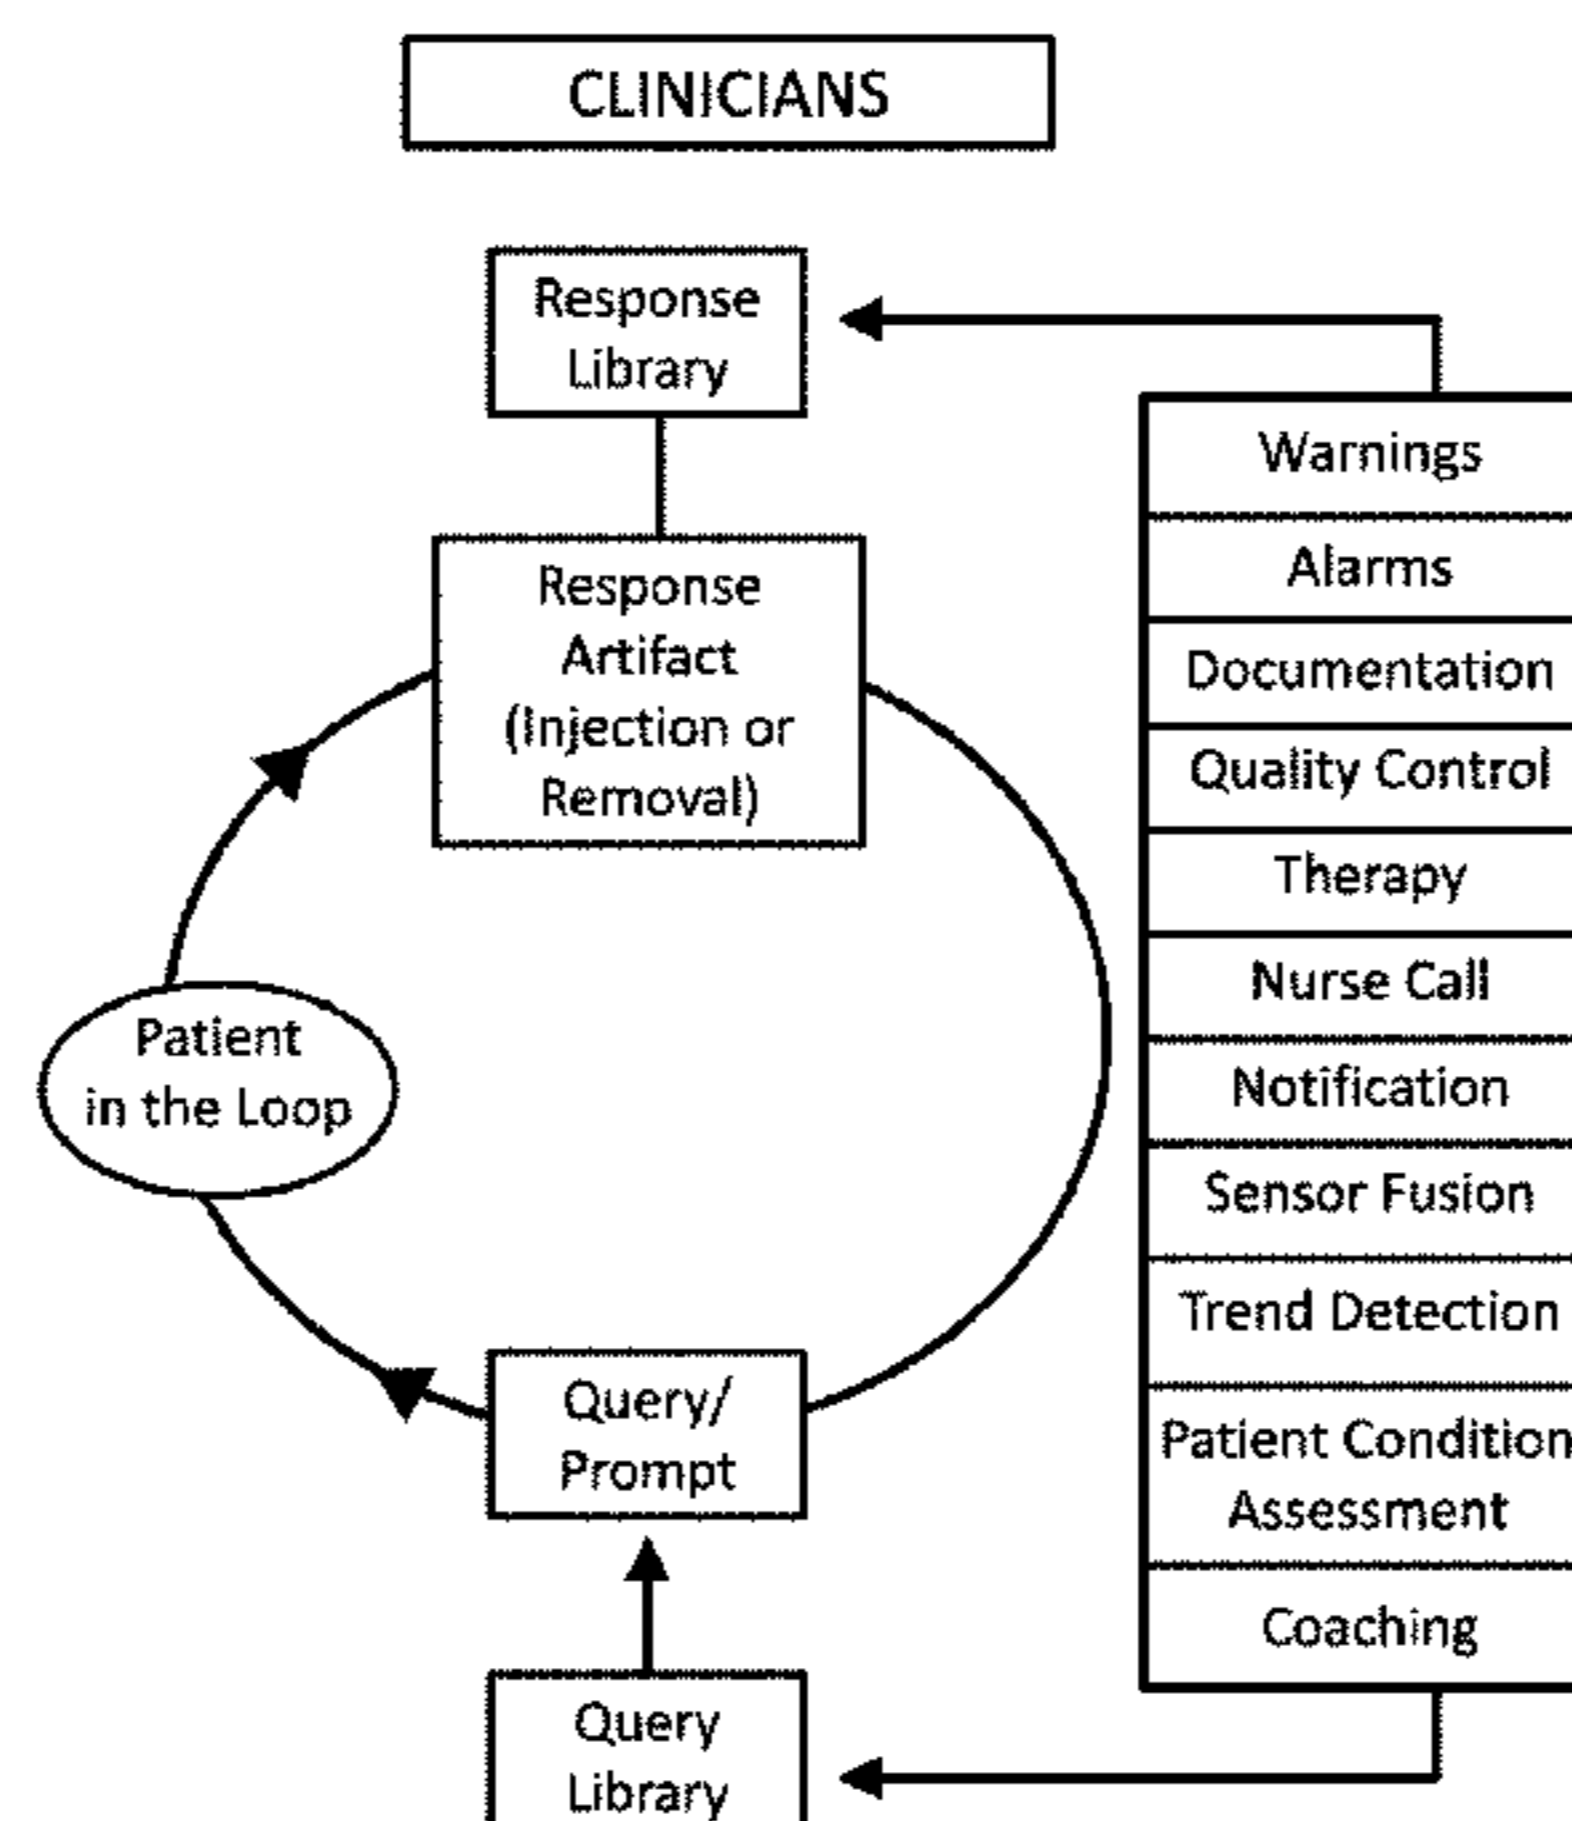 CLINICIANS
Response
Library
Response
Artifact
(Injection or
Removal)
Patient
in the Loop
Query/
Prompt
Query
Library
Warnings
Alarms
Documentation
Quality Control
Therapy
Nurse Call
Notification
Sensor Fusion
Trend Detection
Patient Condition
Assessment
Coaching